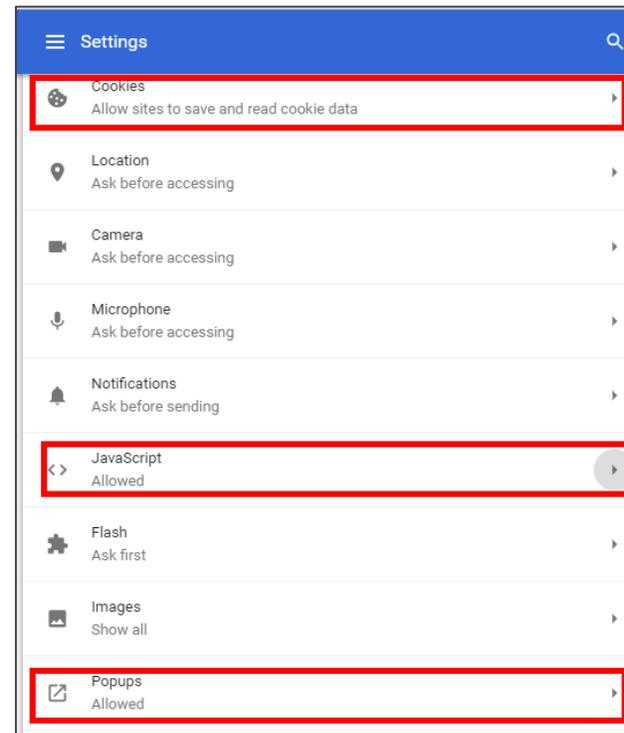 Settings
Cookies
Allow sites to save and read cookie data
Location
Ask before accessing
Camera
Ask before accessing
Microphone
Ask before accessing
Notifications
Ask before sending
JavaScript
Allowed
Flash
Ask first
Images
Show all
Popups
Allowed